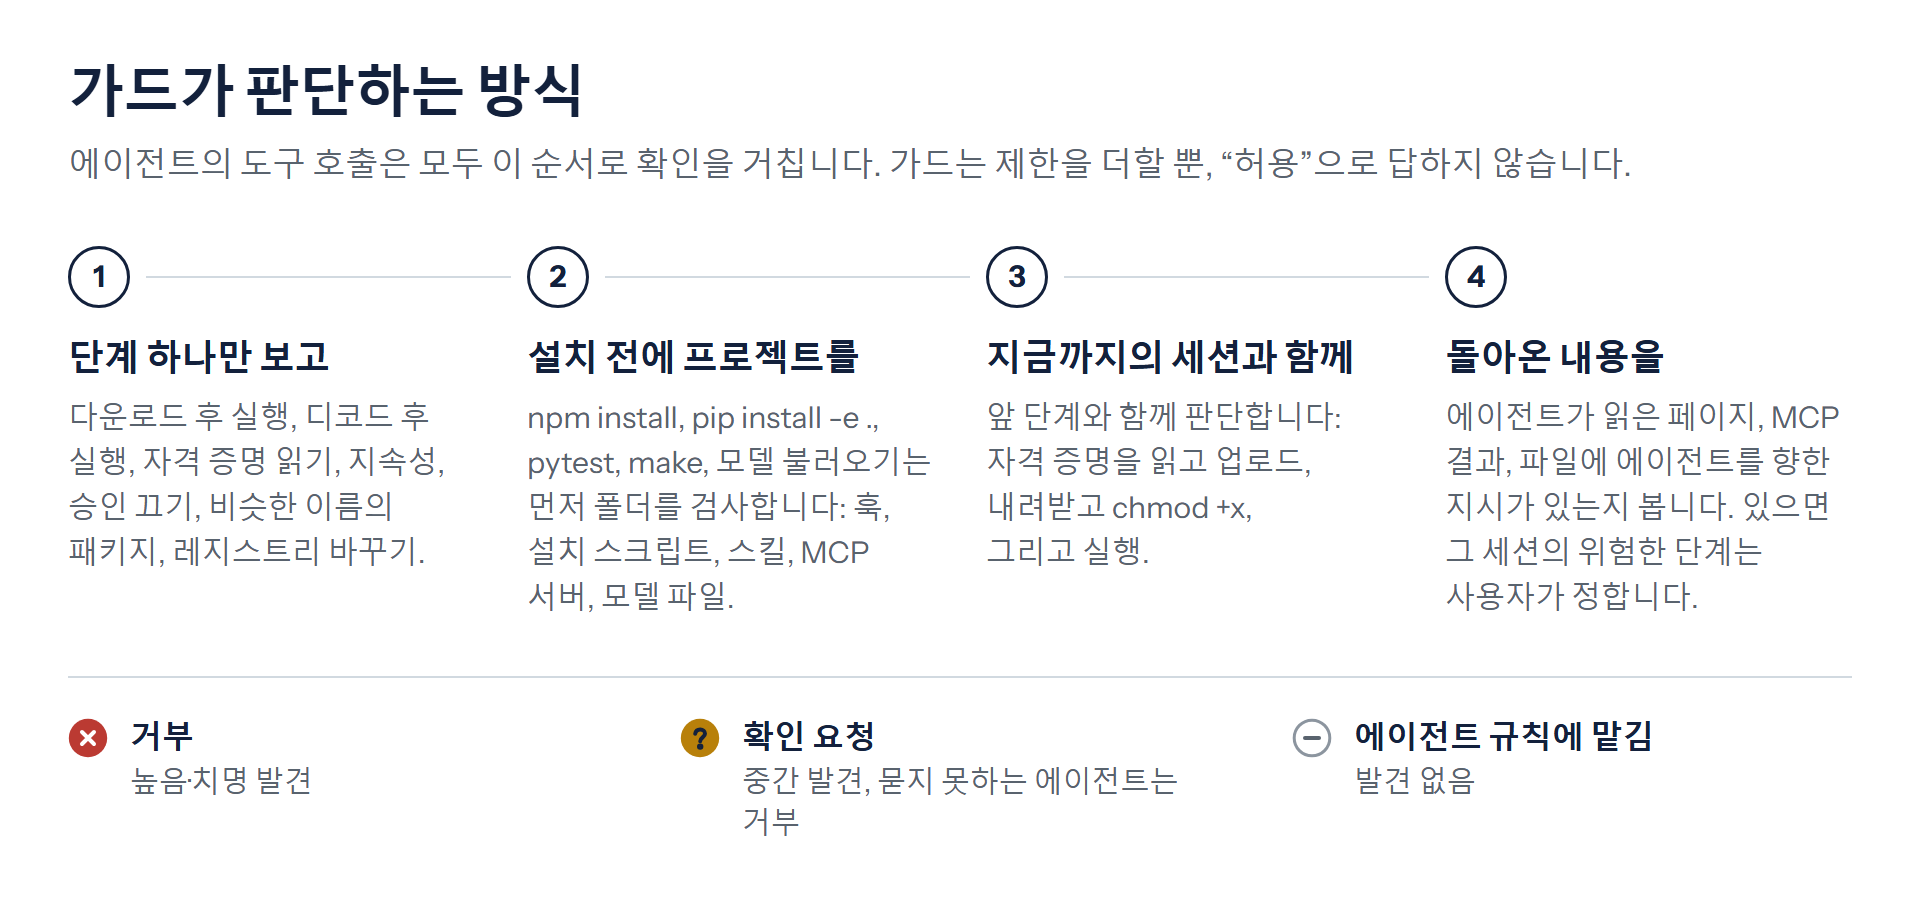 가드가 판단하는 방식
에이전트의 도구 호출은 모두 이 순서로 확인을 거칩니다. 가드는 제한을 더할 뿐, “허용”으로 답하지 않습니다.
1
단계 하나만 보고
다운로드 후 실행, 디코드 후
실행, 자격 증명 읽기, 지속성,
승인 끄기, 비슷한 이름의
패키지, 레지스트리 바꾸기.
2
설치 전에 프로젝트를
npm install, pip install -e .,
pytest, make, 모델 불러오기는
먼저 폴더를 검사합니다: 훅,
설치 스크립트, 스킬, MCP
서버, 모델 파일.
3
지금까지의 세션과 함께
앞 단계와 함께 판단합니다:
자격 증명을 읽고 업로드,
내려받고 chmod +x,
그리고 실행.
4
돌아온 내용을
에이전트가 읽은 페이지, MCP
결과, 파일에 에이전트를 향한
지시가 있는지 봅니다. 있으면
그 세션의 위험한 단계는
사용자가 정합니다.
거부
높음·치명 발견
?
확인 요청
중간 발견, 묻지 못하는 에이전트는
거부
에이전트 규칙에 맡김
발견 없음